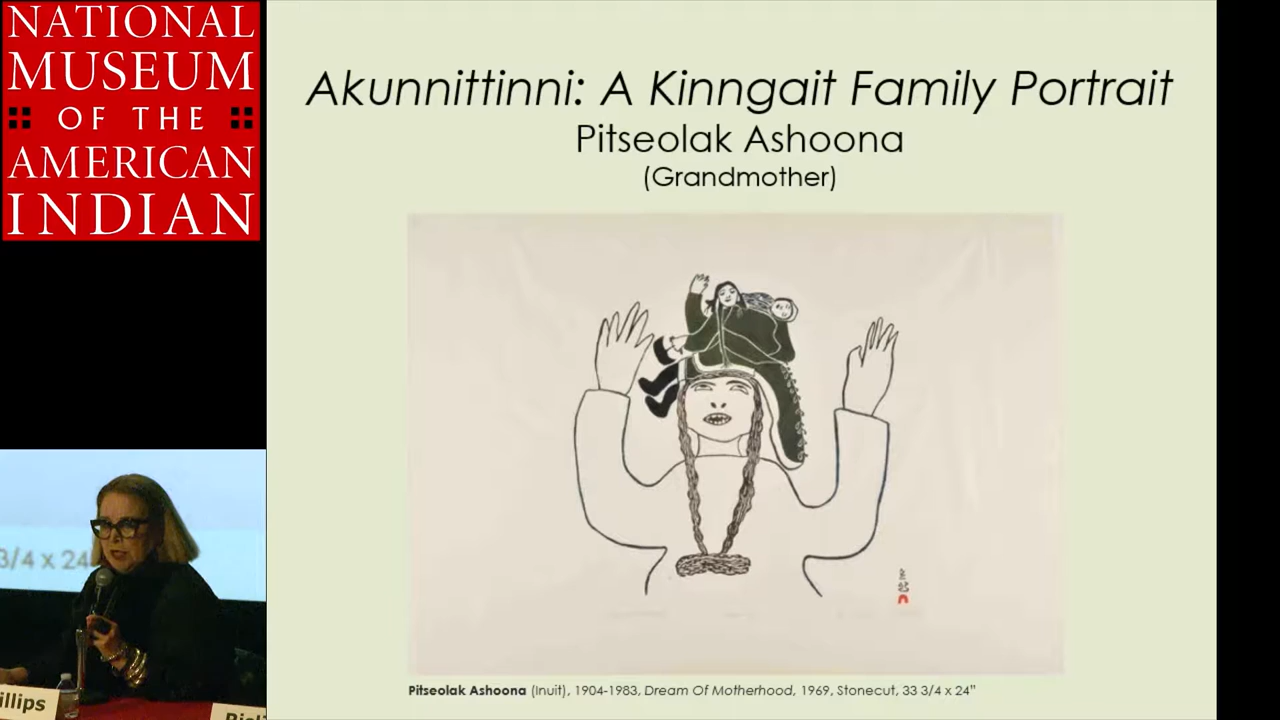 NATIONAL
MUSEUM
OF THE
AMERICAN
INDIAN
Akunnittinni: A Kinngait Family Portrait
Pitseolak Ashoona
(Grandmother)
Pitseolak Ashoona (Inuit), 1904-1983, Dream Of Motherhood, 1969, Stonecut, 33 3/4 x 24”
3/4 x 24
illips